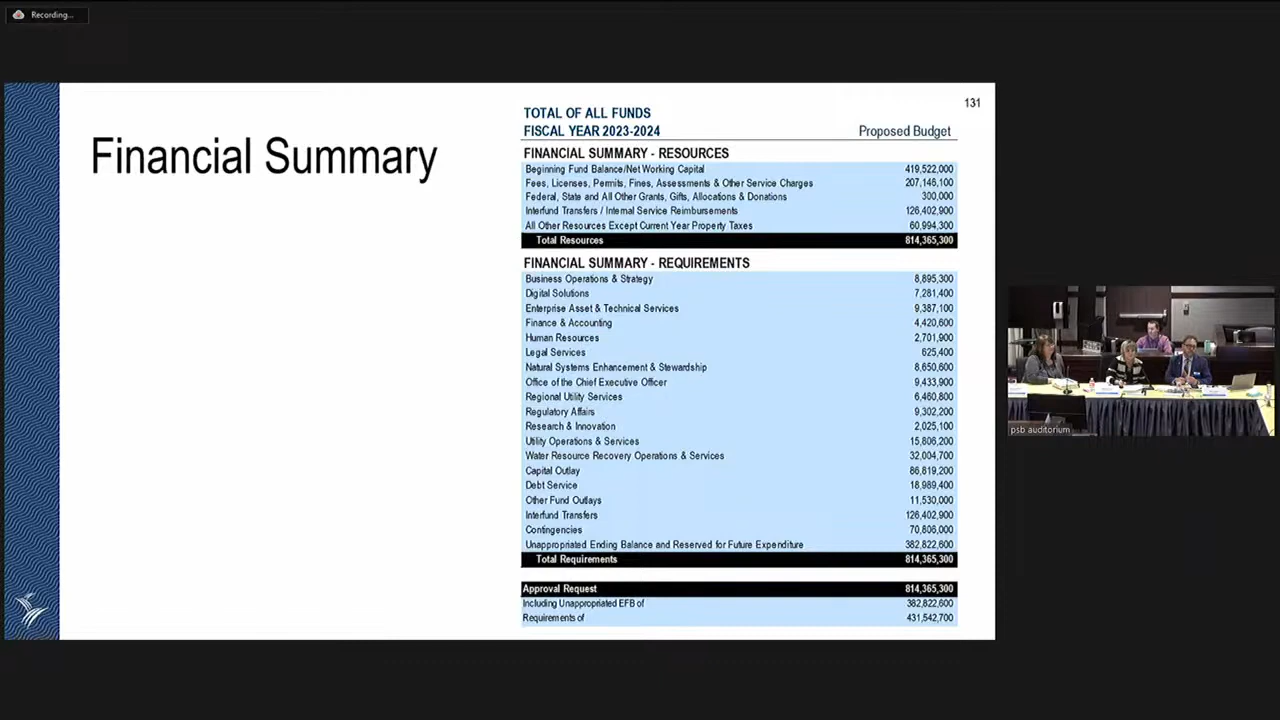 Recording...
131
Financial Summary
TOTAL OF ALL FUNDS
FISCAL YEAR 2023-2024 Proposed Budget
FINANCIAL SUMMARY - RESOURCES
Beginning Fund Balance/Net Working Capital 419,522,000
Fees, Licenses, Permits, Fines, Assessments & Other Service Charges 207,146,100
Federal, State and All Other Grants, Gifts, Allocations & Donations 300,000
Interfund Transfers / Internal Service Reimbursements 126,402,900
All Other Resources Except Current Year Property Taxes 60,994,300
Total Resources 814,365,300
FINANCIAL SUMMARY - REQUIREMENTS
Business Operations & Strategy 8,895,300
Digital Solutions 7,281,400
Enterprise Asset & Technical Services 9,387,100
Finance & Accounting 4,420,600
Human Resources 2,701,900
Legal Services 625,400
Natural Systems Enhancement & Stewardship 8,650,600
Office of the Chief Executive Officer 9,433,900
Regional Utility Services 6,460,800
Regulatory Affairs 9,302,200
Research & Innovation 2,025,100
Utility Operations & Services 15,806,200
Water Resource Recovery Operations & Services 32,004,700
Capital Outlay 86,819,200
Debt Service 18,989,400
Other Fund Outlays 11,530,000
Interfund Transfers 126,402,900
Contingencies 70,806,000
Unappropriated Ending Balance and Reserved for Future Expenditure 382,822,600
Total Requirements 814,365,300
Approval Request 814,365,300
Including Unappropriated EFB of 382,822,600
Requirements of 431,542,700
psb auditorium